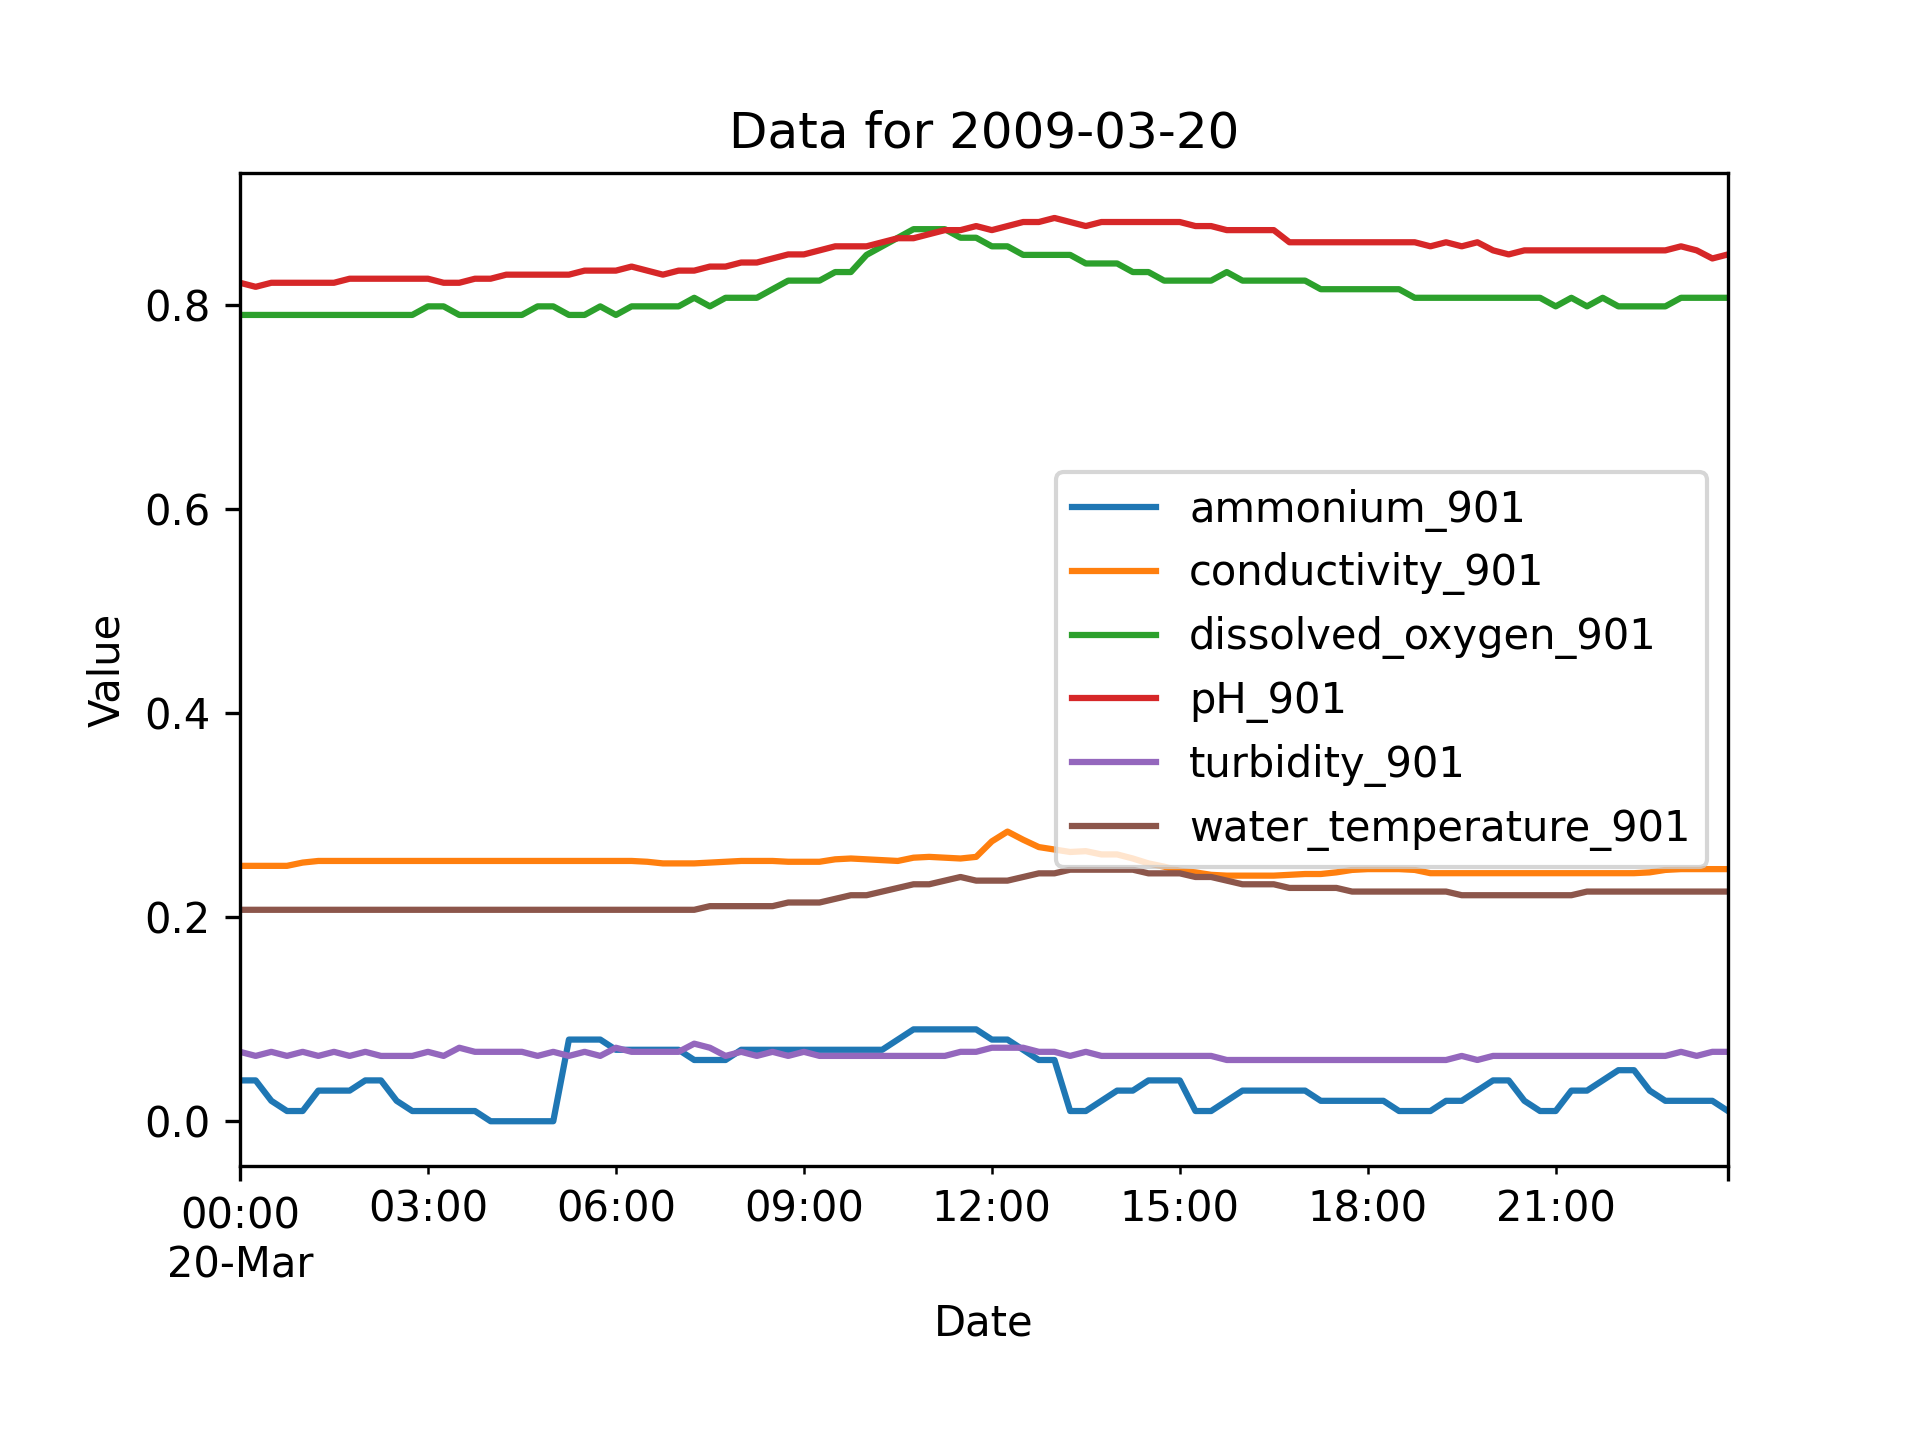 Data for 2009-03-20
Value
0.8
0.6
0.4
0.2
0.0
ammonium_901
conductivity_901
dissolved_oxygen_901
pH_901
turbidity_901
water_temperature_901
00:00 03:00 06:00 09:00 12:00 15:00 18:00 21:00
20-Mar
Date